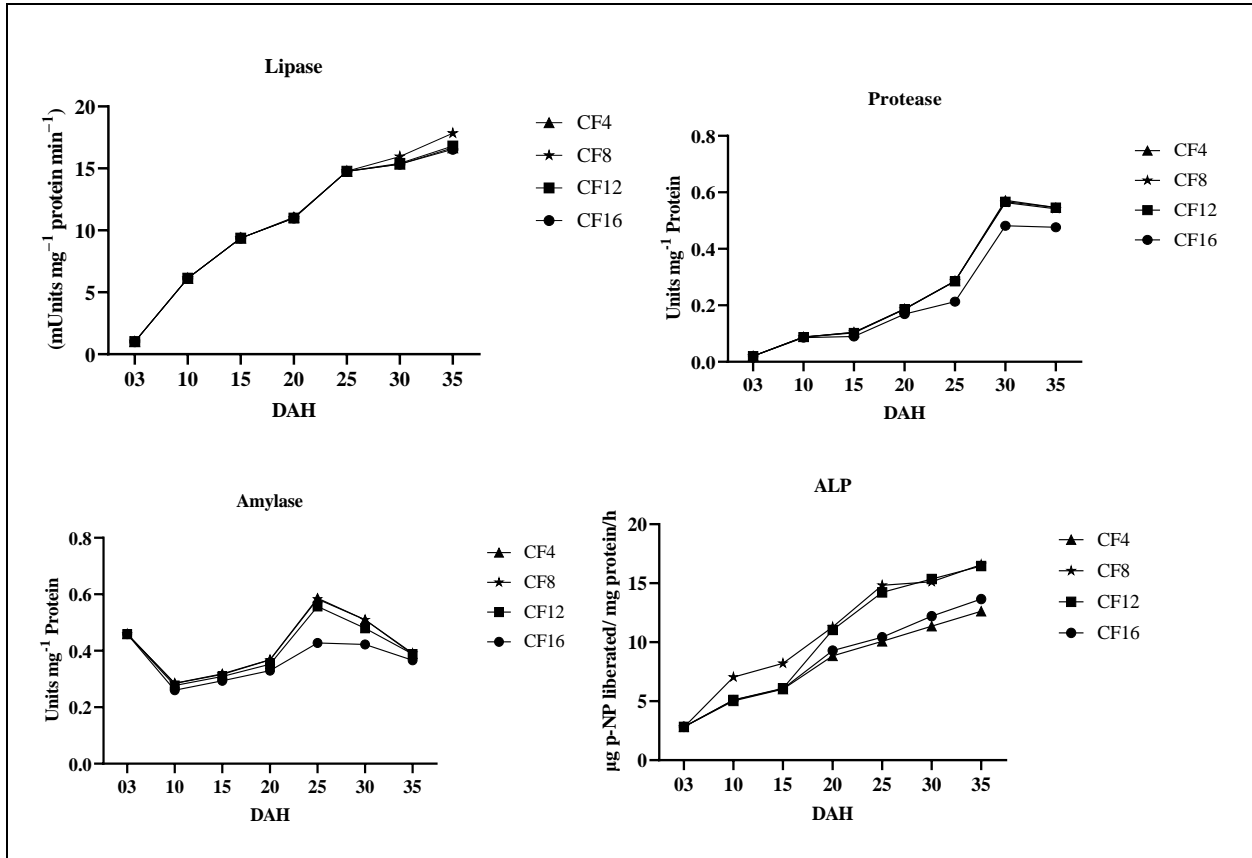 Lipase
(mUnits mg⁻¹ protein min⁻¹)
20
15
10
5
0
03 10 15 20 25 30 35
DAH
CF4
CF8
CF12
CF16
Protease
Units mg⁻¹ Protein
0.8
0.6
0.4
0.2
0.0
03 10 15 20 25 30 35
DAH
CF4
CF8
CF12
CF16
Amylase
Units mg⁻¹ Protein
0.8
0.6
0.4
0.2
0.0
03 10 15 20 25 30 35
DAH
CF4
CF8
CF12
CF16
ALP
µg p-NP liberated/ mg protein/h
20
15
10
5
0
03 10 15 20 25 30 35
DAH
CF4
CF8
CF12
CF16